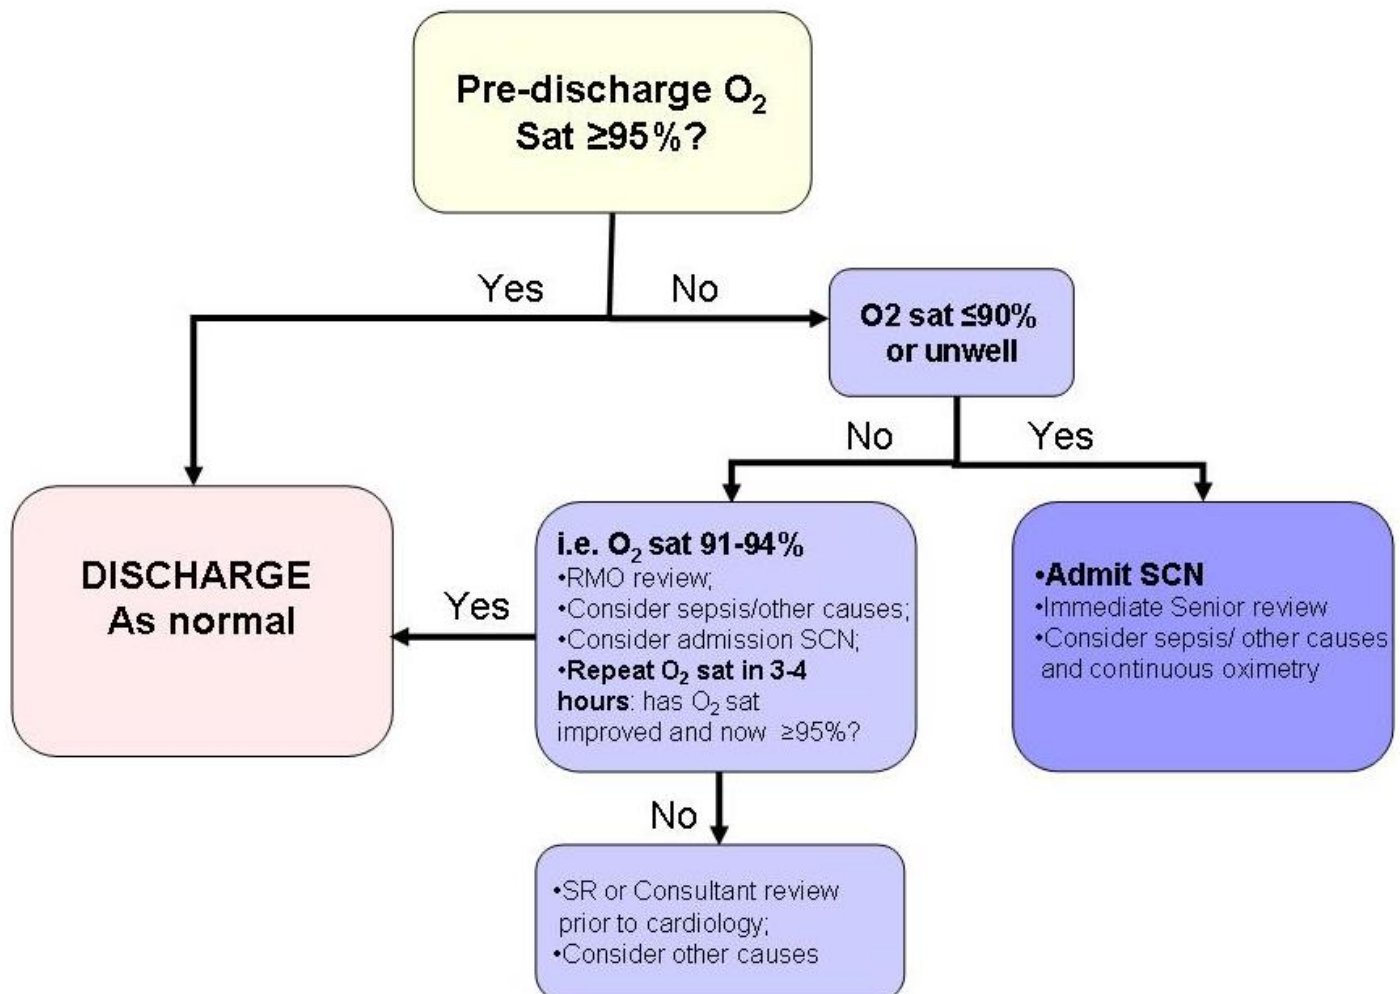 Pre-discharge O₂
Sat ≥95%?
Yes
No
O2 sat ≤90%
or unwell
No
Yes
DISCHARGE
As normal
Yes
i.e. O₂ sat 91-94%
•RMO review;
•Consider sepsis/other causes;
•Consider admission SCN;
•Repeat O₂ sat in 3-4
hours: has O₂ sat
improved and now ≥95%?
•Admit SCN
•Immediate Senior review
•Consider sepsis/ other causes
and continuous oximetry
No
•SR or Consultant review
prior to cardiology;
•Consider other causes